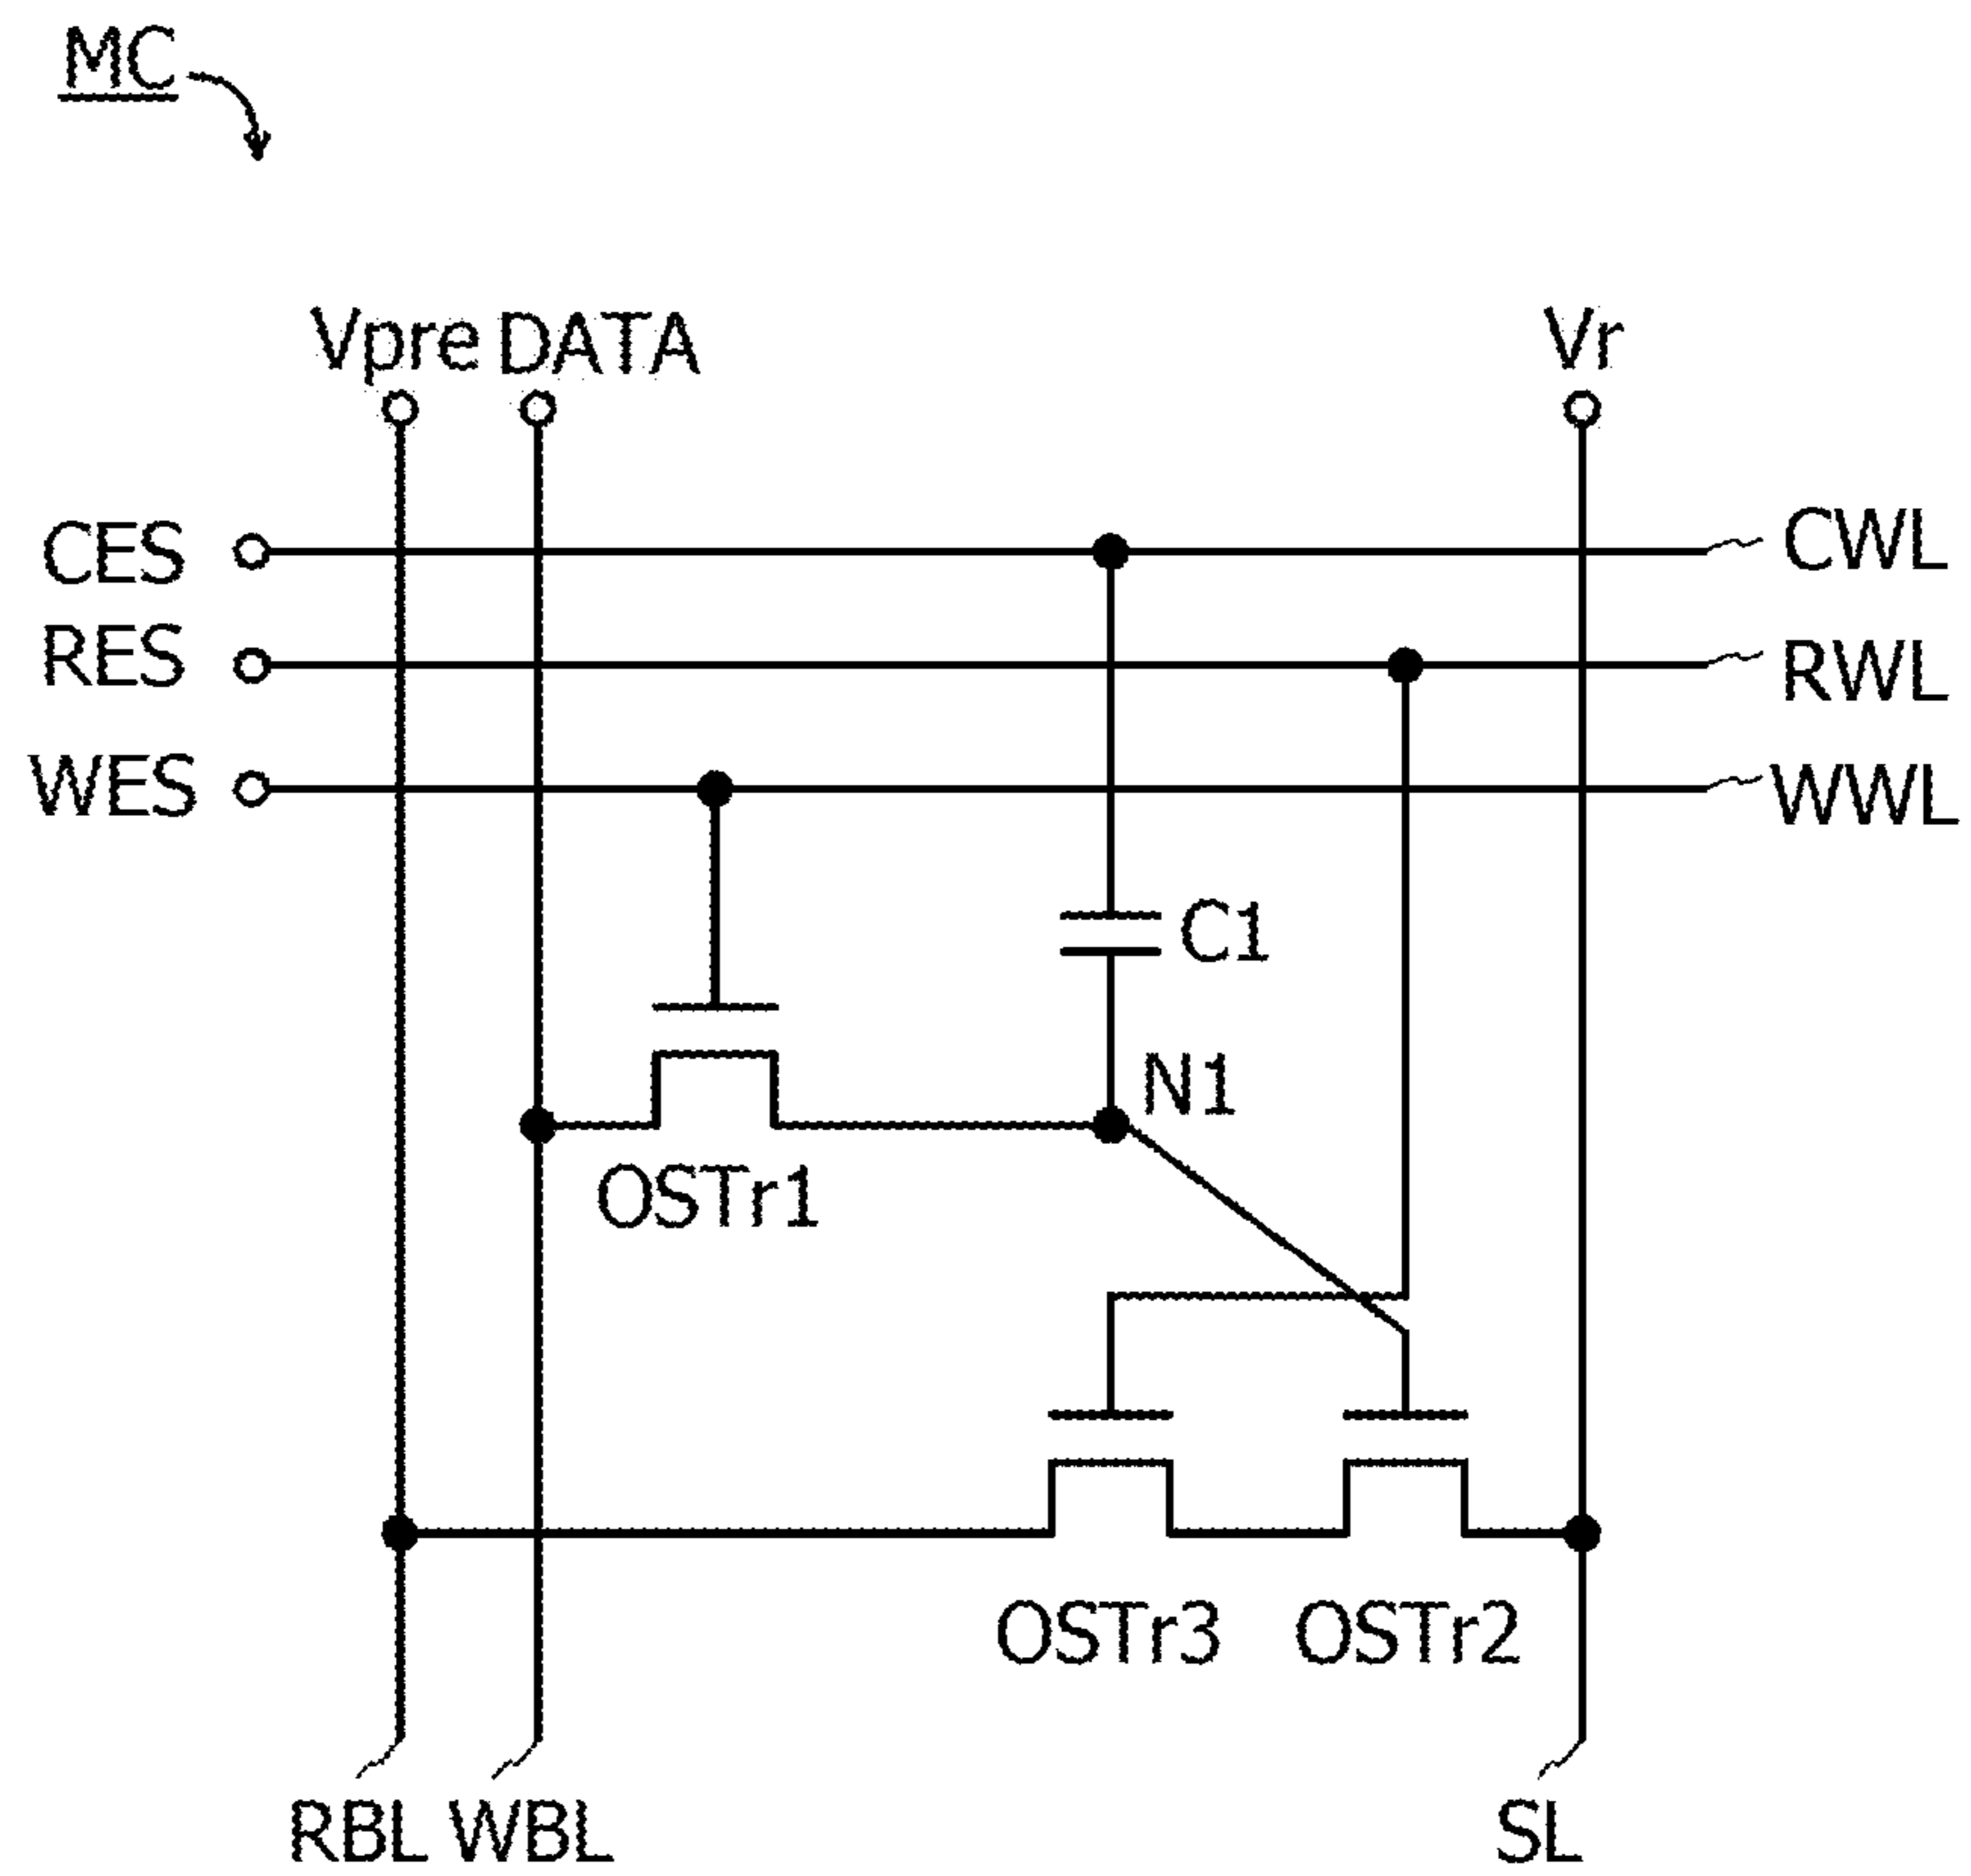 MC
Vpre DATA Vr
CES CWL
RES RWL
WES WWL
C1
N1
OSTr1
OSTr3 OSTr2
RBL WBL SL